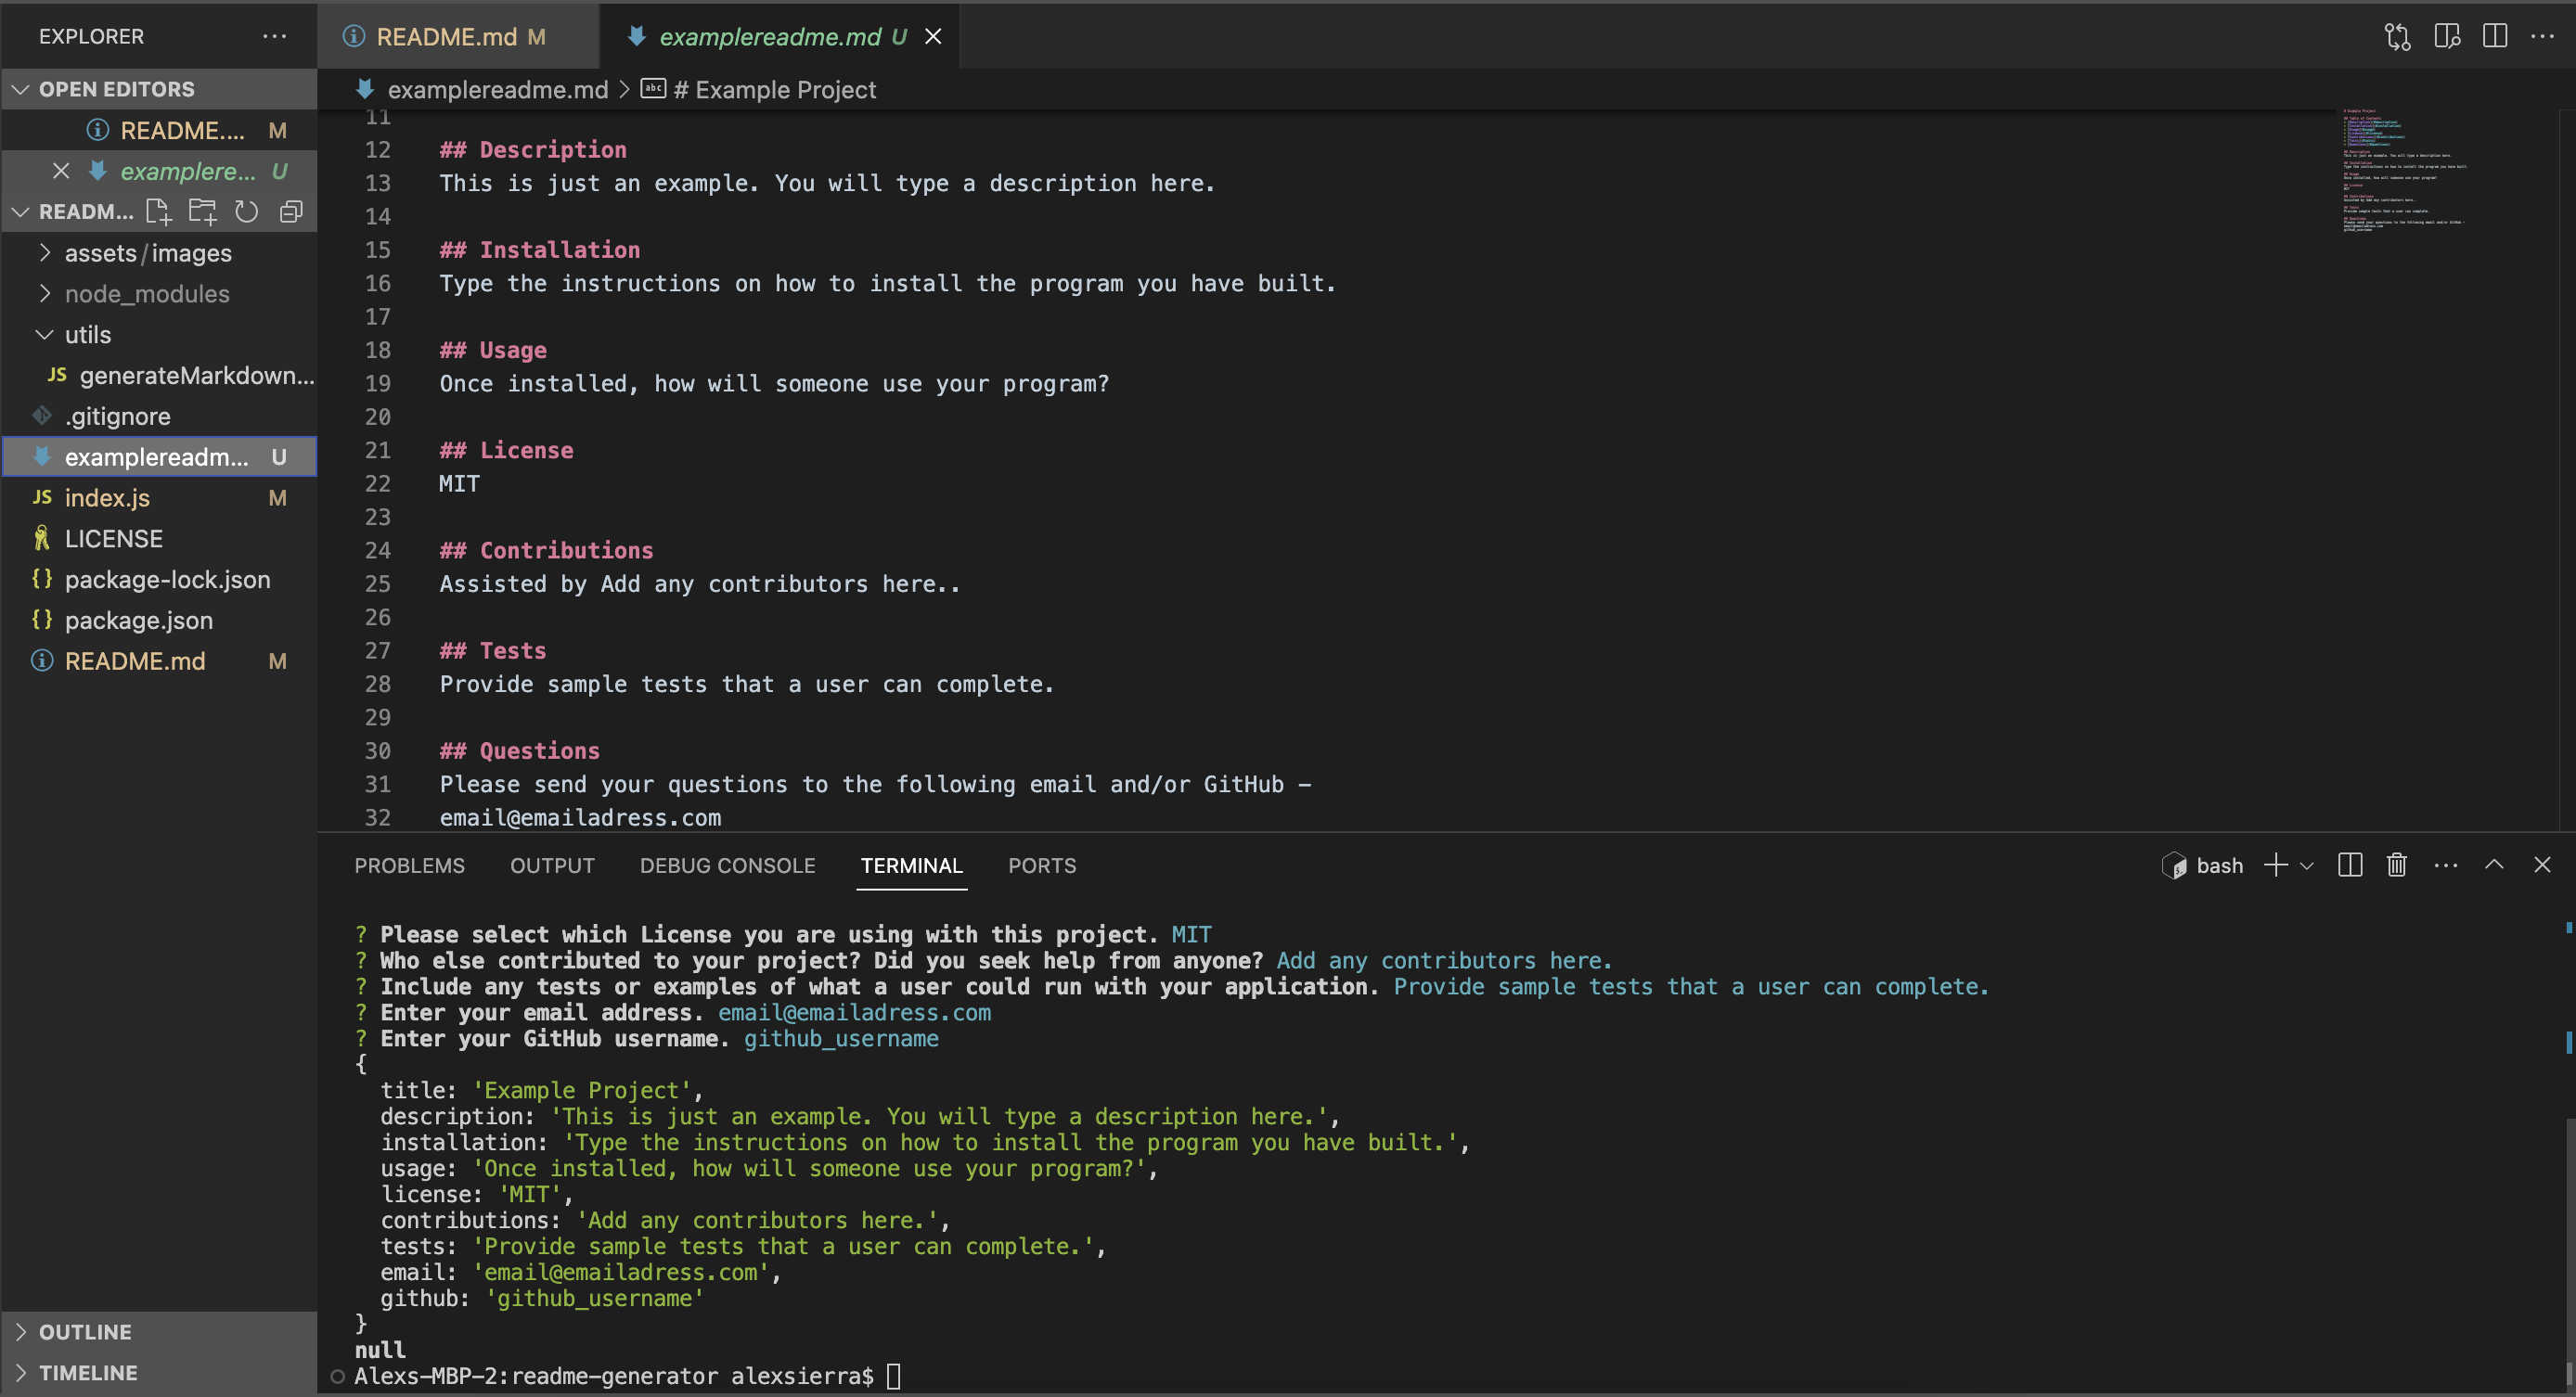 EXPLORER
OPEN EDITORS
README.... M
examplere... U
READM...
assets/images
node_modules
utils
JS generateMarkdown...
.gitignore
examplereadm... U
JS index.js M
LICENSE
{} package-lock.json
{} package.json
README.md M
OUTLINE
TIMELINE
README.md M
examplereadme.md U
examplereadme.md > abc # Example Project
11
12 ## Description
13 This is just an example. You will type a description here.
14
15 ## Installation
16 Type the instructions on how to install the program you have built.
17
18 ## Usage
19 Once installed, how will someone use your program?
20
21 ## License
22 MIT
23
24 ## Contributions
25 Assisted by Add any contributors here..
26
27 ## Tests
28 Provide sample tests that a user can complete.
29
30 ## Questions
31 Please send your questions to the following email and/or GitHub -
32 email@emailadress.com
PROBLEMS OUTPUT DEBUG CONSOLE TERMINAL PORTS
bash
? Please select which License you are using with this project. MIT
? Who else contributed to your project? Did you seek help from anyone? Add any contributors here.
? Include any tests or examples of what a user could run with your application. Provide sample tests that a user can complete.
? Enter your email address. email@emailadress.com
? Enter your GitHub username. github_username
{
title: 'Example Project',
description: 'This is just an example. You will type a description here.',
installation: 'Type the instructions on how to install the program you have built.',
usage: 'Once installed, how will someone use your program?',
license: 'MIT',
contributions: 'Add any contributors here.',
tests: 'Provide sample tests that a user can complete.',
email: 'email@emailadress.com',
github: 'github_username'
}
null
Alexs-MBP-2:readme-generator alexsierra$